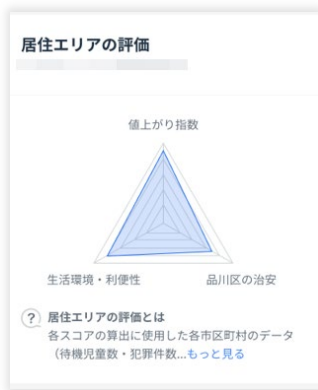 居住エリアの評価
値上がり指数
生活環境・利便性
品川区の治安
? 居住エリアの評価とは
各スコアの算出に使用した各市区町村のデータ
（待機児童数・犯罪件数...もっと見る